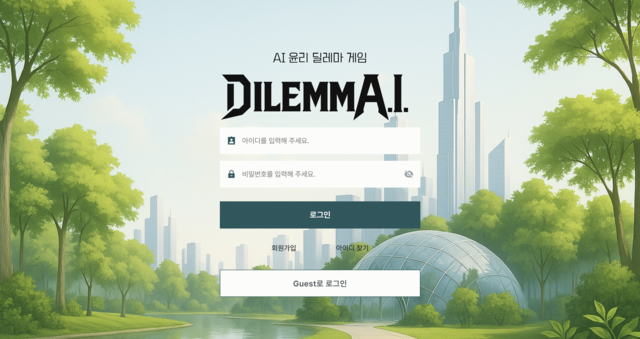 AI 윤리 딜레마 게임
DILEMMA.I.
아이디를 입력해 주세요.
비밀번호를 입력해 주세요.
로그인
회원가입 아이디 찾기
Guest로 로그인